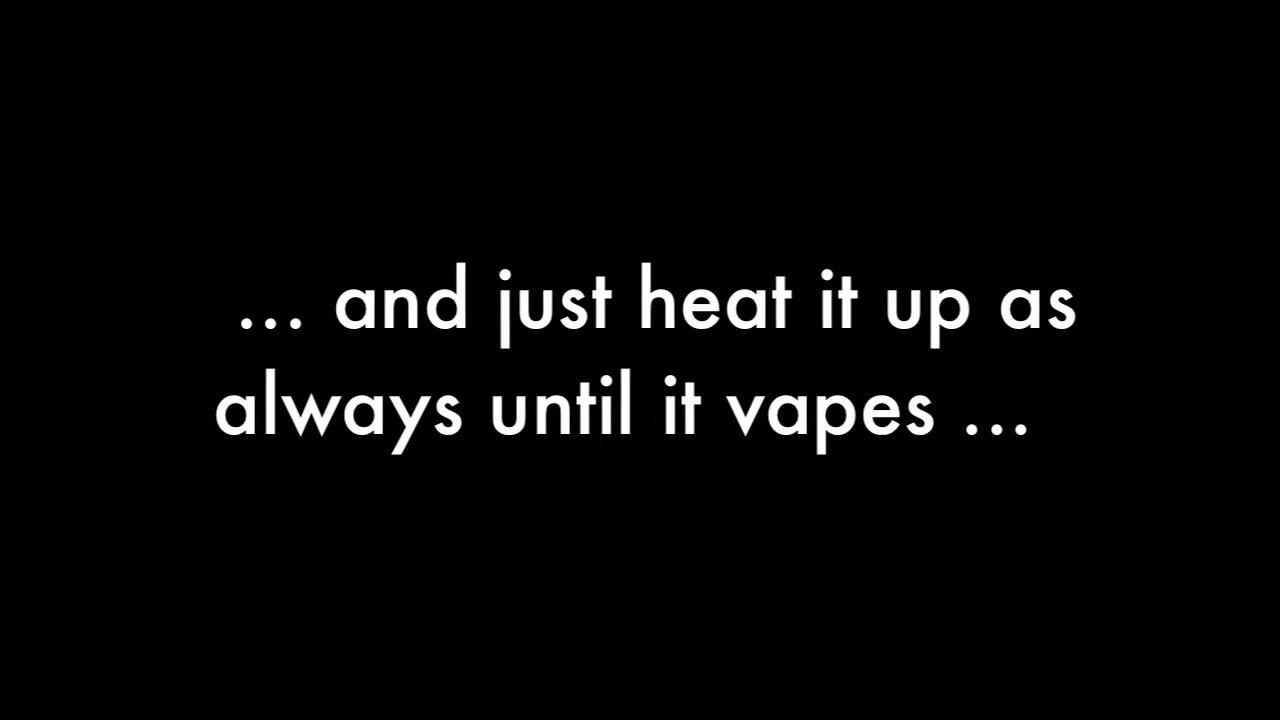 ... and just heat it up as
always until it vapes ...